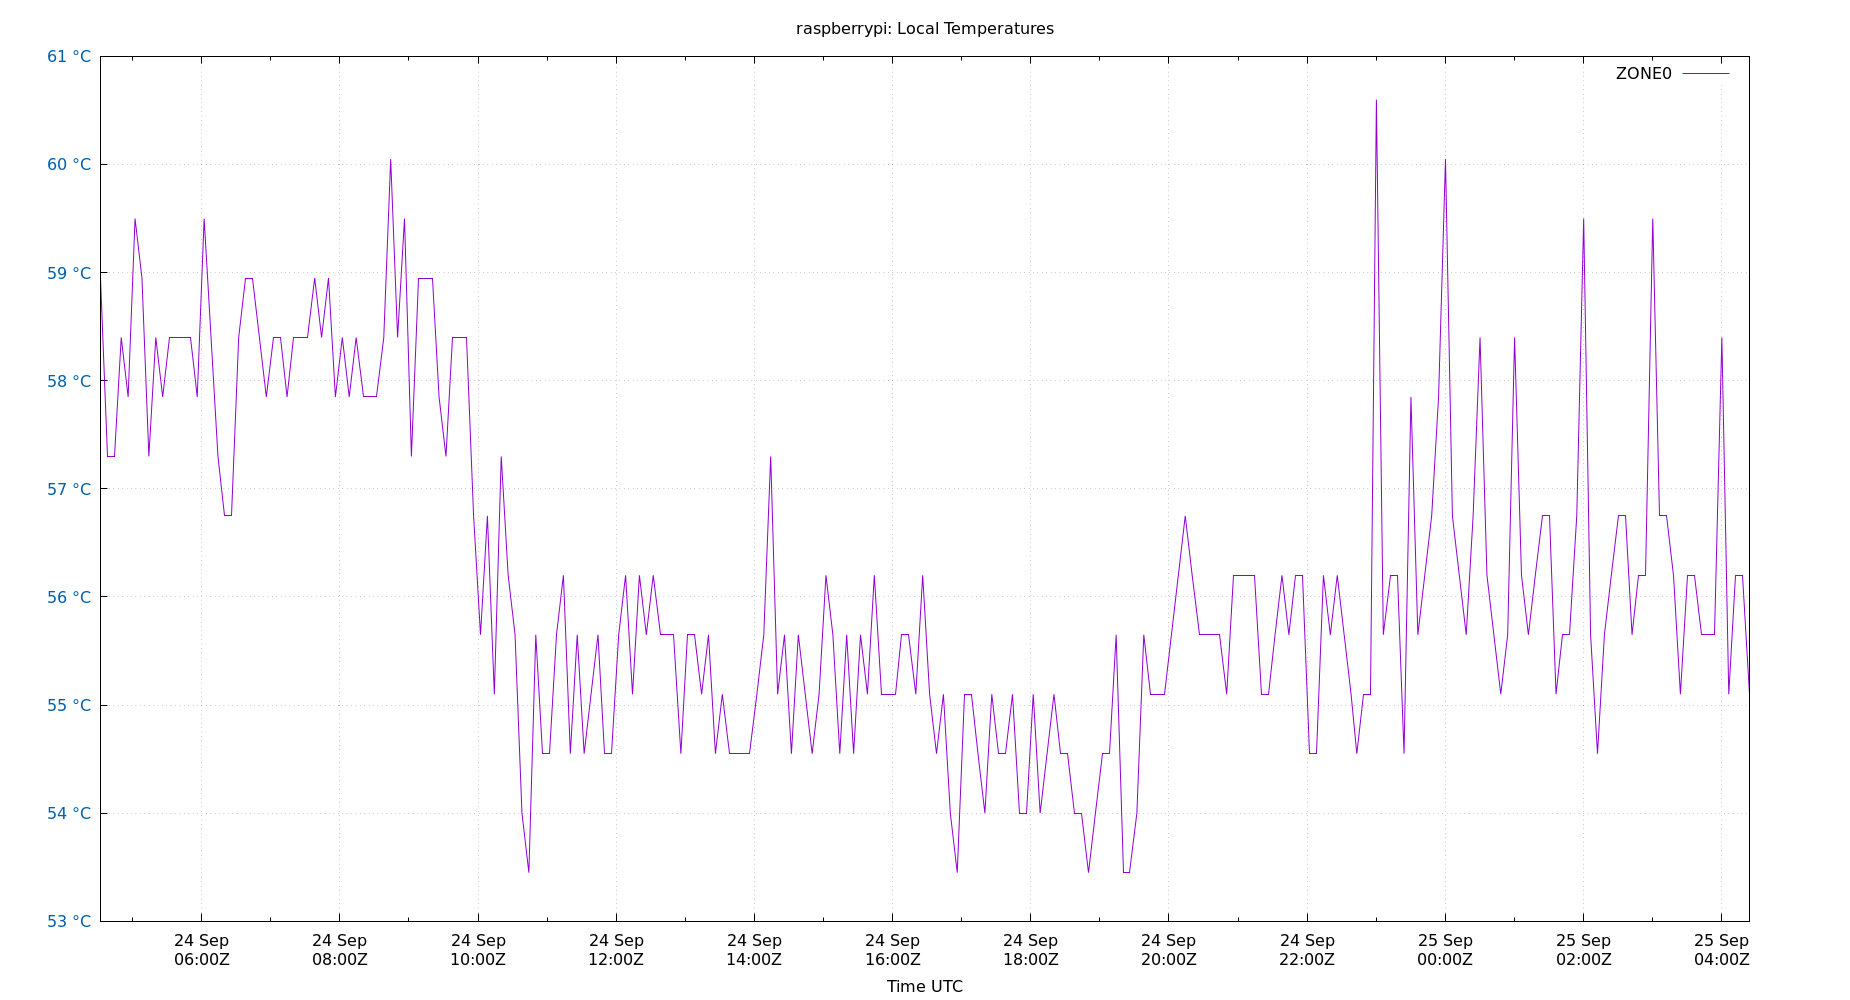 raspberrypi: Local Temperatures
61 °C
ZONE0
60 °C
59 °C
58 °C
57 °C
56 °C
55 °C
54 °C
53 °C
24 Sep 24 Sep 24 Sep 24 Sep 24 Sep 24 Sep 24 Sep 24 Sep 24 Sep 25 Sep 25 Sep 25 Sep
06:00Z 08:00Z 10:00Z 12:00Z 14:00Z 16:00Z 18:00Z 20:00Z 22:00Z 00:00Z 02:00Z 04:00Z
Time UTC